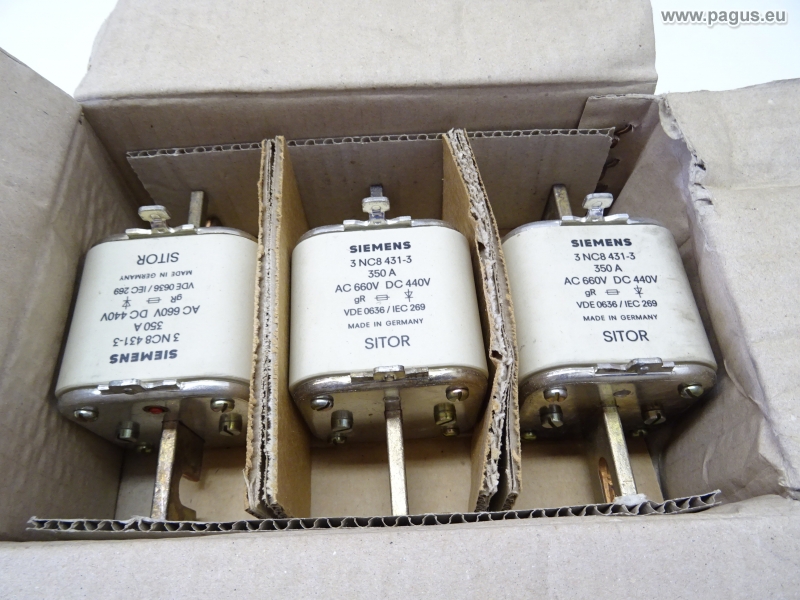 www.pagus.eu
SIEMENS
3 NC8 431-3
350 A
AC 660V DC 440V
gR
VDE 0636 / IEC 269
MADE IN GERMANY
SITOR
SIEMENS
3 NC8 431-3
350 A
AC 660V DC 440V
gR
VDE 0636 / IEC 269
MADE IN GERMANY
SITOR
SIEMENS
3 NC8 431-3
350 A
AC 660V DC 440V
gR
VDE 0636 / IEC 269
MADE IN GERMANY
SITOR